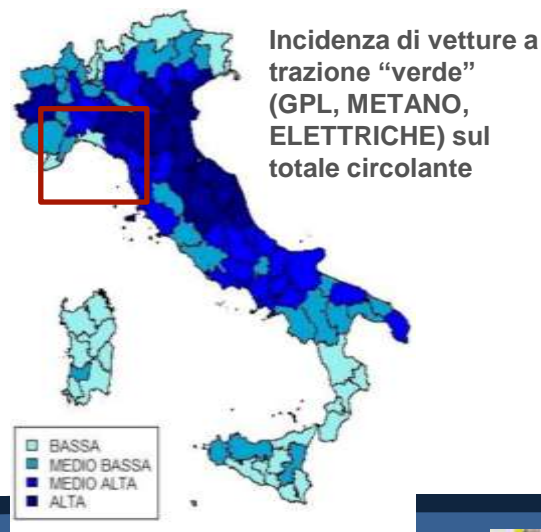 Incidenza di vetture a
trazione “verde”
(GPL, METANO,
ELETTRICHE) sul
totale circolante
BASSA
MEDIO BASSA
MEDIO ALTA
ALTA